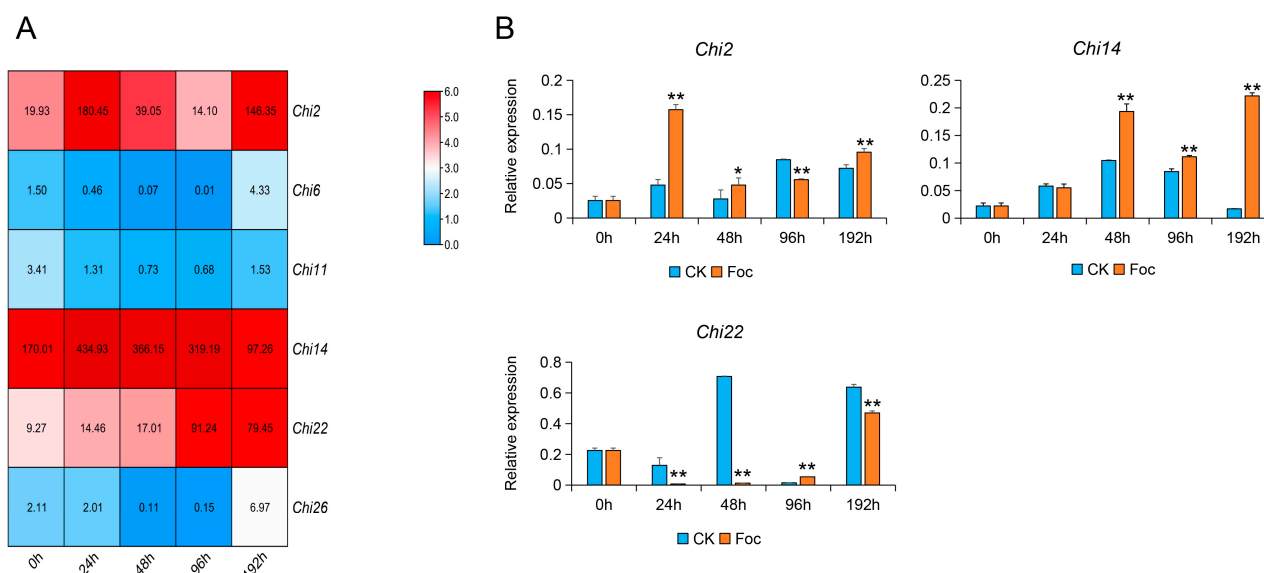 A
19.93 180.45 39.05 14.10 146.35 Chi2
1.50 0.46 0.07 0.01 4.33 Chi6
3.41 1.31 0.73 0.68 1.53 Chi11
170.01 434.93 366.15 319.19 97.26 Chi14
9.27 14.46 17.01 91.24 79.45 Chi22
2.11 2.01 0.11 0.15 6.97 Chi26
0h 24h 48h 96h 192h
6.0
5.0
4.0
3.0
2.0
1.0
0.0
B
Chi2
Relative expression
0.2
0.15
0.1
0.05
0
** * ** **
0h 24h 48h 96h 192h
CK Foc
Chi14
0.25
0.2
0.15
0.1
0.05
0
** ** **
0h 24h 48h 96h 192h
CK Foc
Chi22
Relative expression
0.8
0.6
0.4
0.2
0
** ** ** **
0h 24h 48h 96h 192h
CK Foc